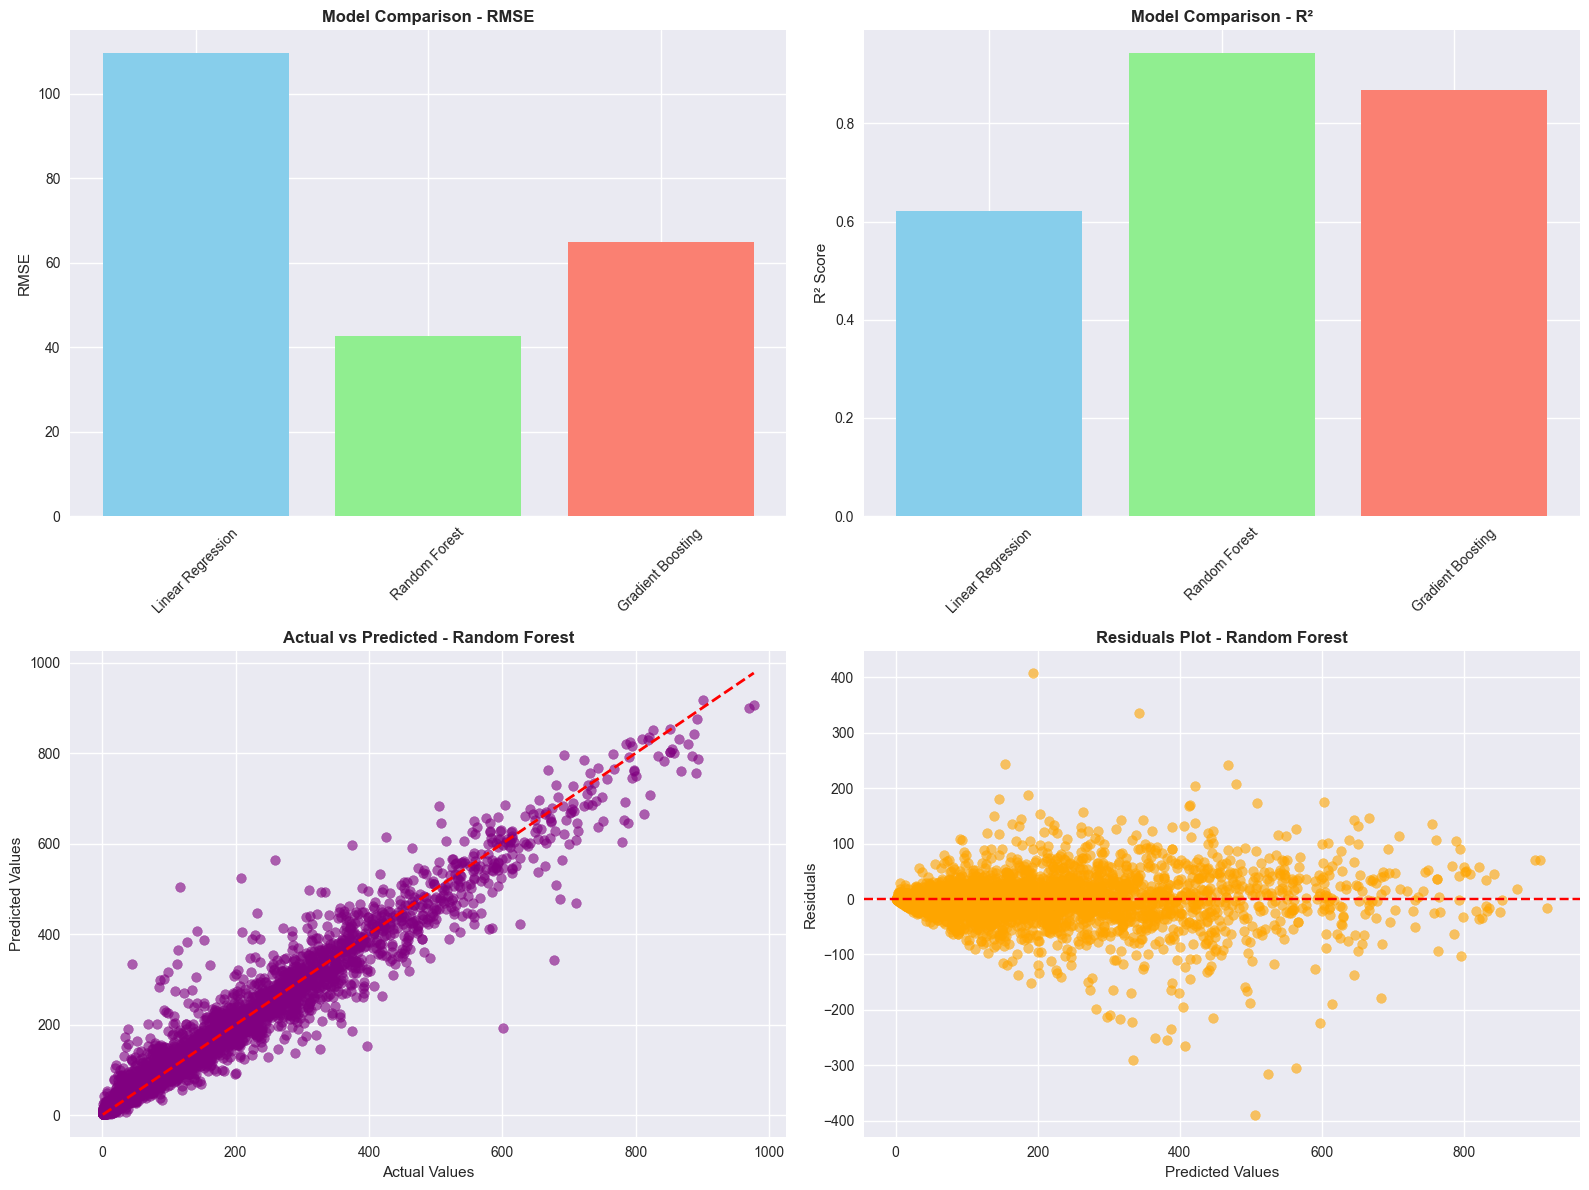 Model Comparison - RMSE
RMSE
100
80
60
40
20
0
Linear Regression
Random Forest
Gradient Boosting
Model Comparison - R²
R² Score
0.8
0.6
0.4
0.2
0.0
Linear Regression
Random Forest
Gradient Boosting
Actual vs Predicted - Random Forest
Predicted Values
1000
800
600
400
200
0
0 200 400 600 800 1000
Actual Values
Residuals Plot - Random Forest
Residuals
400
300
200
100
0
−100
−200
−300
−400
0 200 400 600 800
Predicted Values